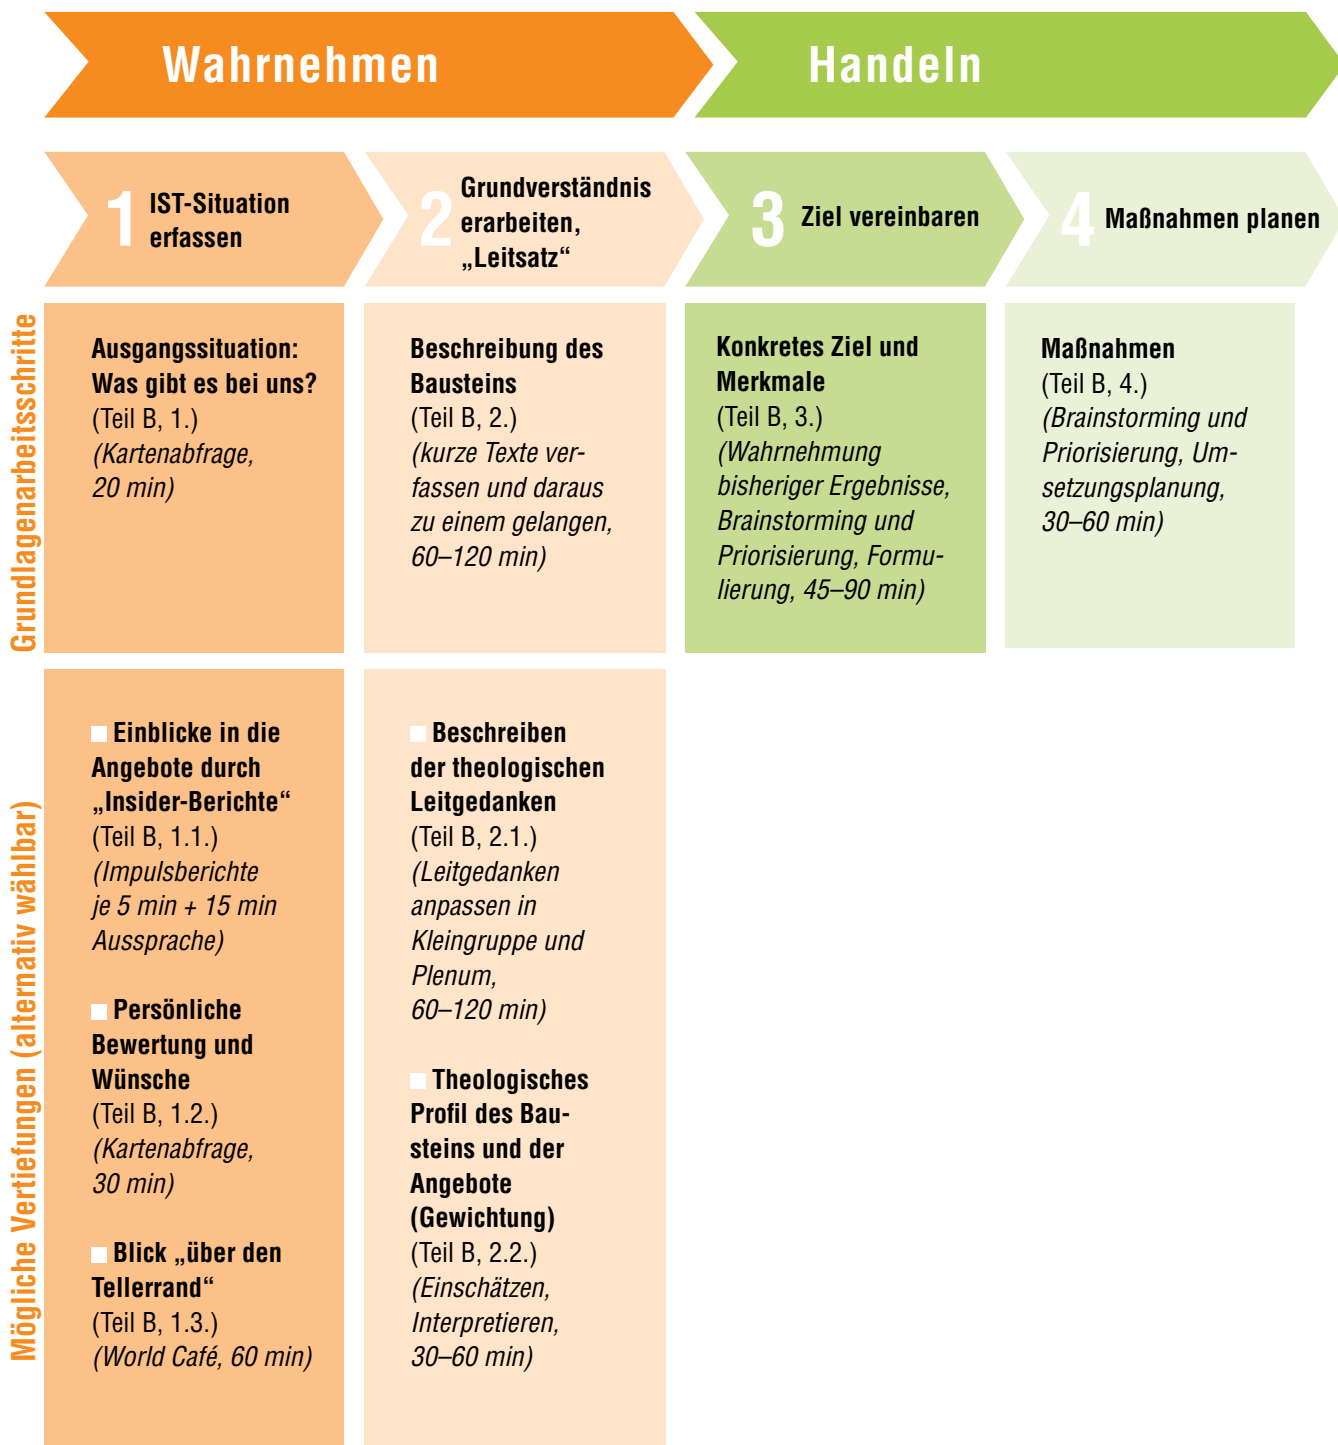 Wahrnehmen
Handeln
1
IST-Situation
erfassen
2
Grundverständnis
erarbeiten,
„Leitsatz“
3
Ziel vereinbaren
4
Maßnahmen planen
Grundlagenarbeitsschritte
Ausgangssituation:
Was gibt es bei uns?
(Teil B, 1.)
(Kartenabfrage,
20 min)
Beschreibung des
Bausteins
(Teil B, 2.)
(kurze Texte ver-
fassen und daraus
zu einem gelangen,
60–120 min)
Konkretes Ziel und
Merkmale
(Teil B, 3.)
(Wahrnehmung
bisheriger Ergebnisse,
Brainstorming und
Priorisierung, Formu-
lierung, 45–90 min)
Maßnahmen
(Teil B, 4.)
(Brainstorming und
Priorisierung, Um-
setzungsplanung,
30–60 min)
Mögliche Vertiefungen (alternativ wählbar)
Einblicke in die
Angebote durch
„Insider-Berichte“
(Teil B, 1.1.)
(Impulsberichte
je 5 min + 15 min
Aussprache)
Persönliche
Bewertung und
Wünsche
(Teil B, 1.2.)
(Kartenabfrage,
30 min)
Blick „über den
Tellerrand“
(Teil B, 1.3.)
(World Café, 60 min)
Beschreiben
der theologischen
Leitgedanken
(Teil B, 2.1.)
(Leitgedanken
anpassen in
Kleingruppe und
Plenum,
60–120 min)
Theologisches
Profil des Bau-
steins und der
Angebote
(Gewichtung)
(Teil B, 2.2.)
(Einschätzen,
Interpretieren,
30–60 min)